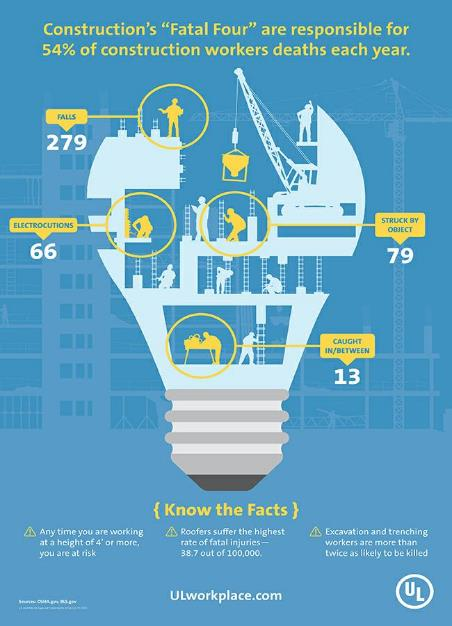 Construction's "Fatal Four" are responsible for
54% of construction workers deaths each year.
FALLS
279
ELECTROCUTIONS
66
STRUCK BY
OBJECT
79
CAUGHT
IN/BETWEEN
13
{ Know the Facts }
Any time you are working
at a height of 4' or more,
you are at risk
Roofers suffer the highest
rate of fatal injuries—
38.7 out of 100,000.
Excavation and trenching
workers are more than
twice as likely to be killed
Sources: OSHA.gov, BLS.gov
ULworkplace.com
UL